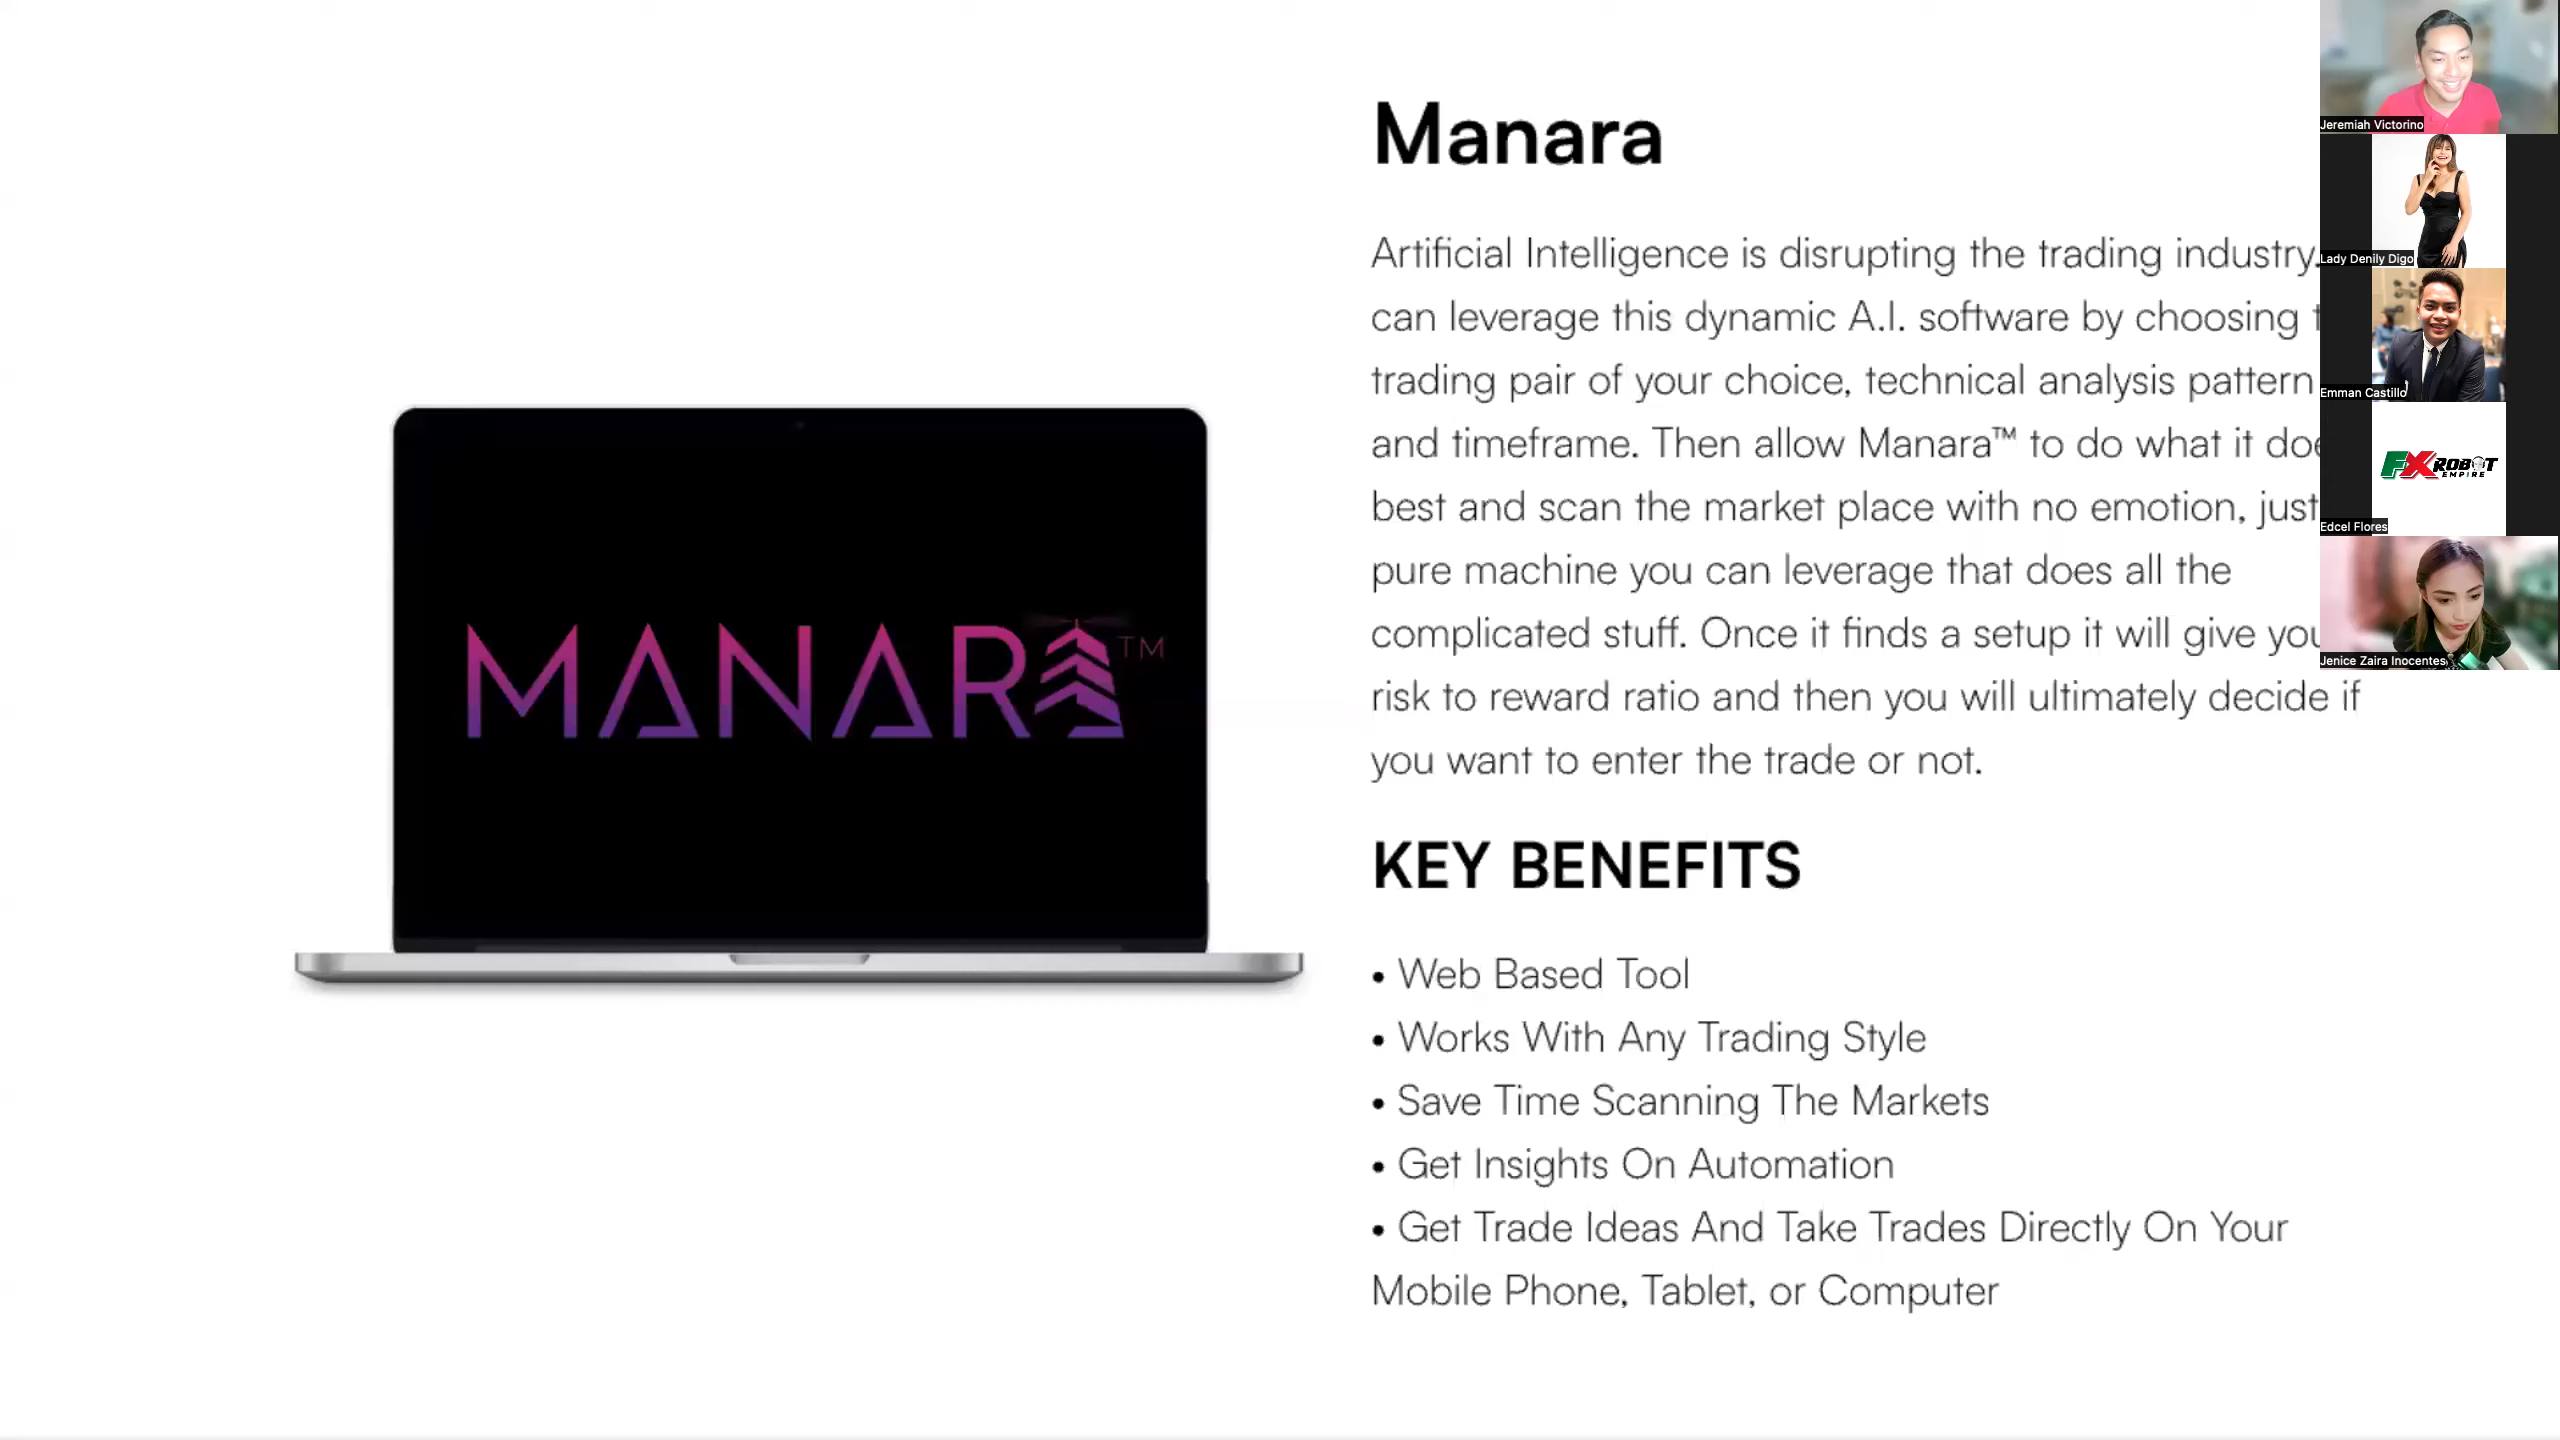 Manara
Artificial Intelligence is disrupting the trading industry.
can leverage this dynamic A.I. software by choosing
trading pair of your choice, technical analysis pattern
and timeframe. Then allow Manara™ to do what it
best and scan the market place with no emotion, just
pure machine you can leverage that does all the
complicated stuff. Once it finds a setup it will give you
risk to reward ratio and then you will ultimately decide if
you want to enter the trade or not.
KEY BENEFITS
• Web Based Tool
• Works With Any Trading Style
• Save Time Scanning The Markets
• Get Insights On Automation
• Get Trade Ideas And Take Trades Directly On Your
Mobile Phone, Tablet, or Computer
MANARA™
Jeremiah Victorino
Lady Denily Digo
Emman Castillo
FX ROBOT
EMPIRE
Edcel Flores
Jenice Zaira Inocentes